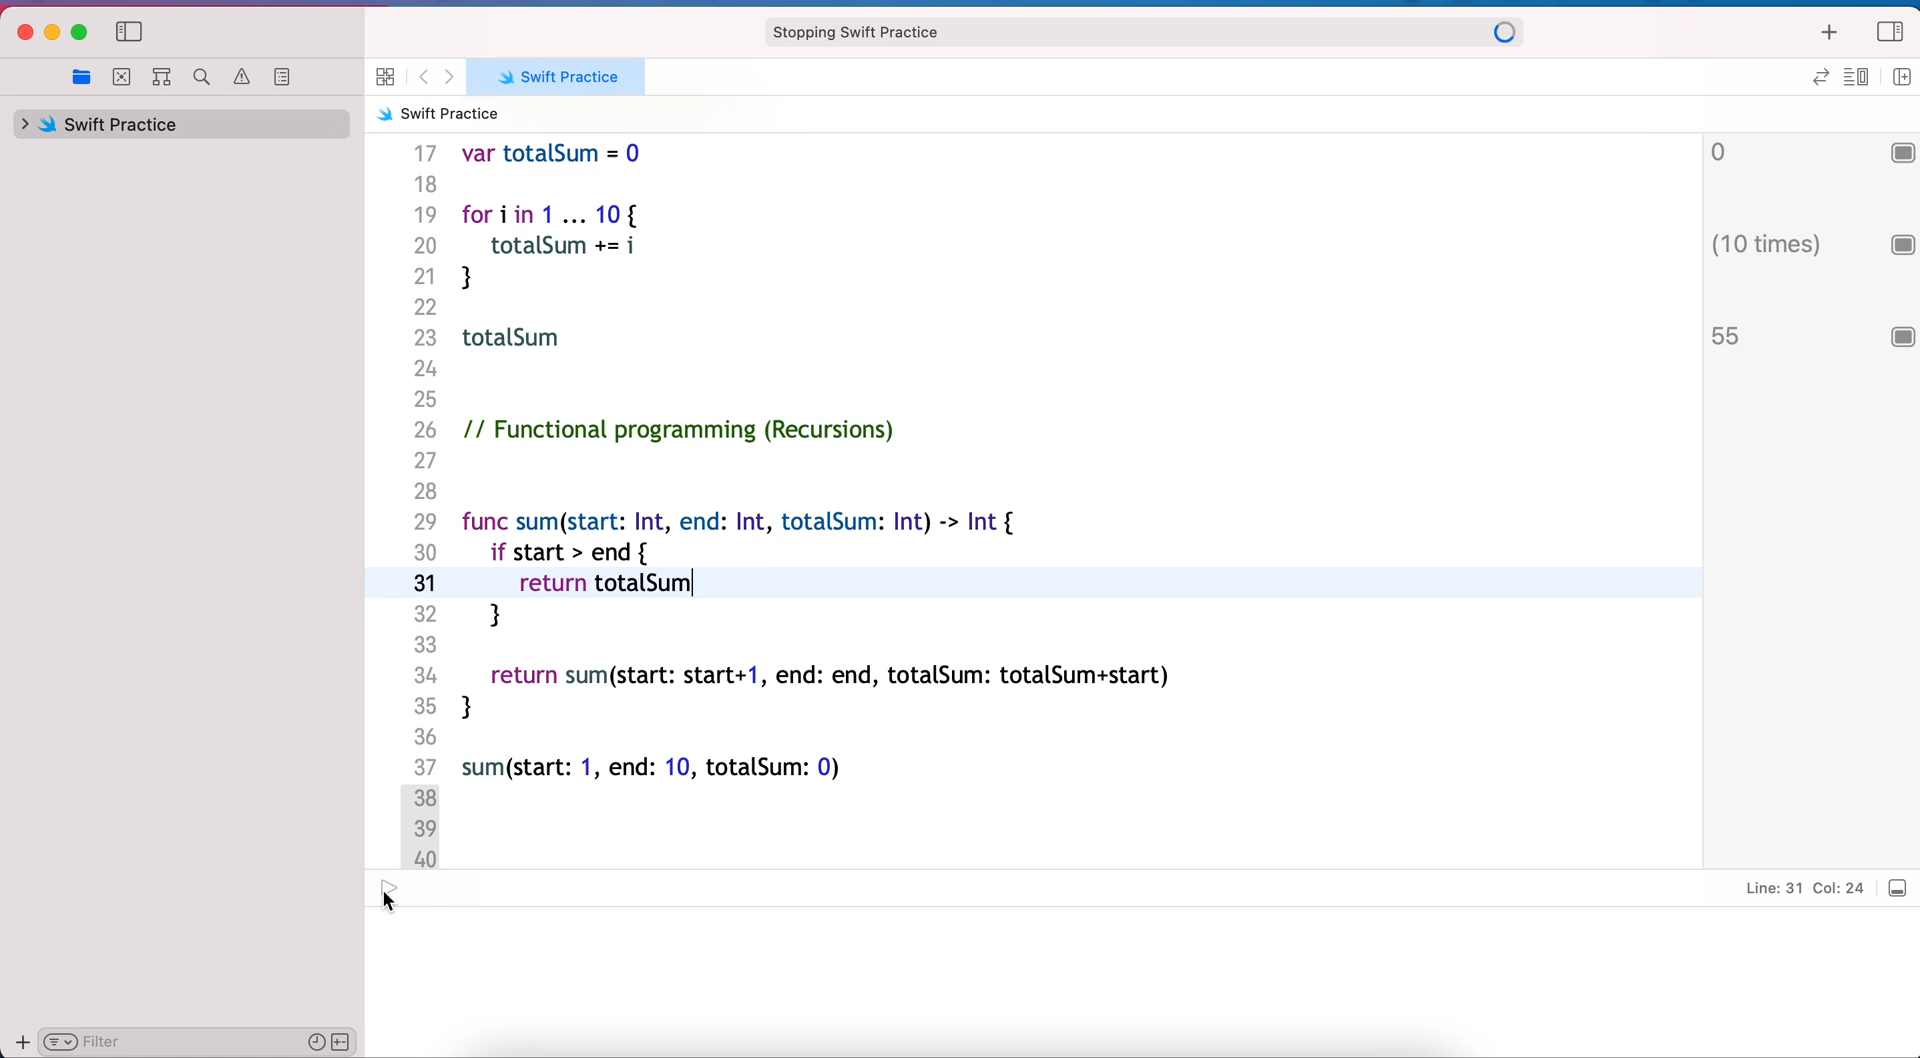 Stopping Swift Practice
Swift Practice
Swift Practice
Swift Practice
17 var totalSum = 0 0
18
19 for i in 1 ... 10 {
20 totalSum += i (10 times)
21 }
22
23 totalSum 55
24
25
26 // Functional programming (Recursions)
27
28
29 func sum(start: Int, end: Int, totalSum: Int) -> Int {
30 if start > end {
31 return totalSum
32 }
33
34 return sum(start: start+1, end: end, totalSum: totalSum+start)
35 }
36
37 sum(start: 1, end: 10, totalSum: 0)
38
39
40
Line: 31 Col: 24
Filter